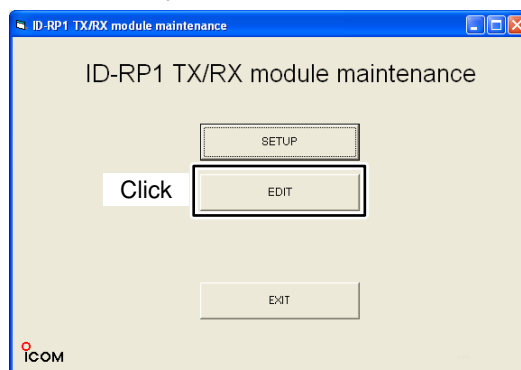 ID-RP1 TX/RX module maintenance
ID-RP1 TX/RX module maintenance
SETUP
Click
EDIT
EXIT
ICOM